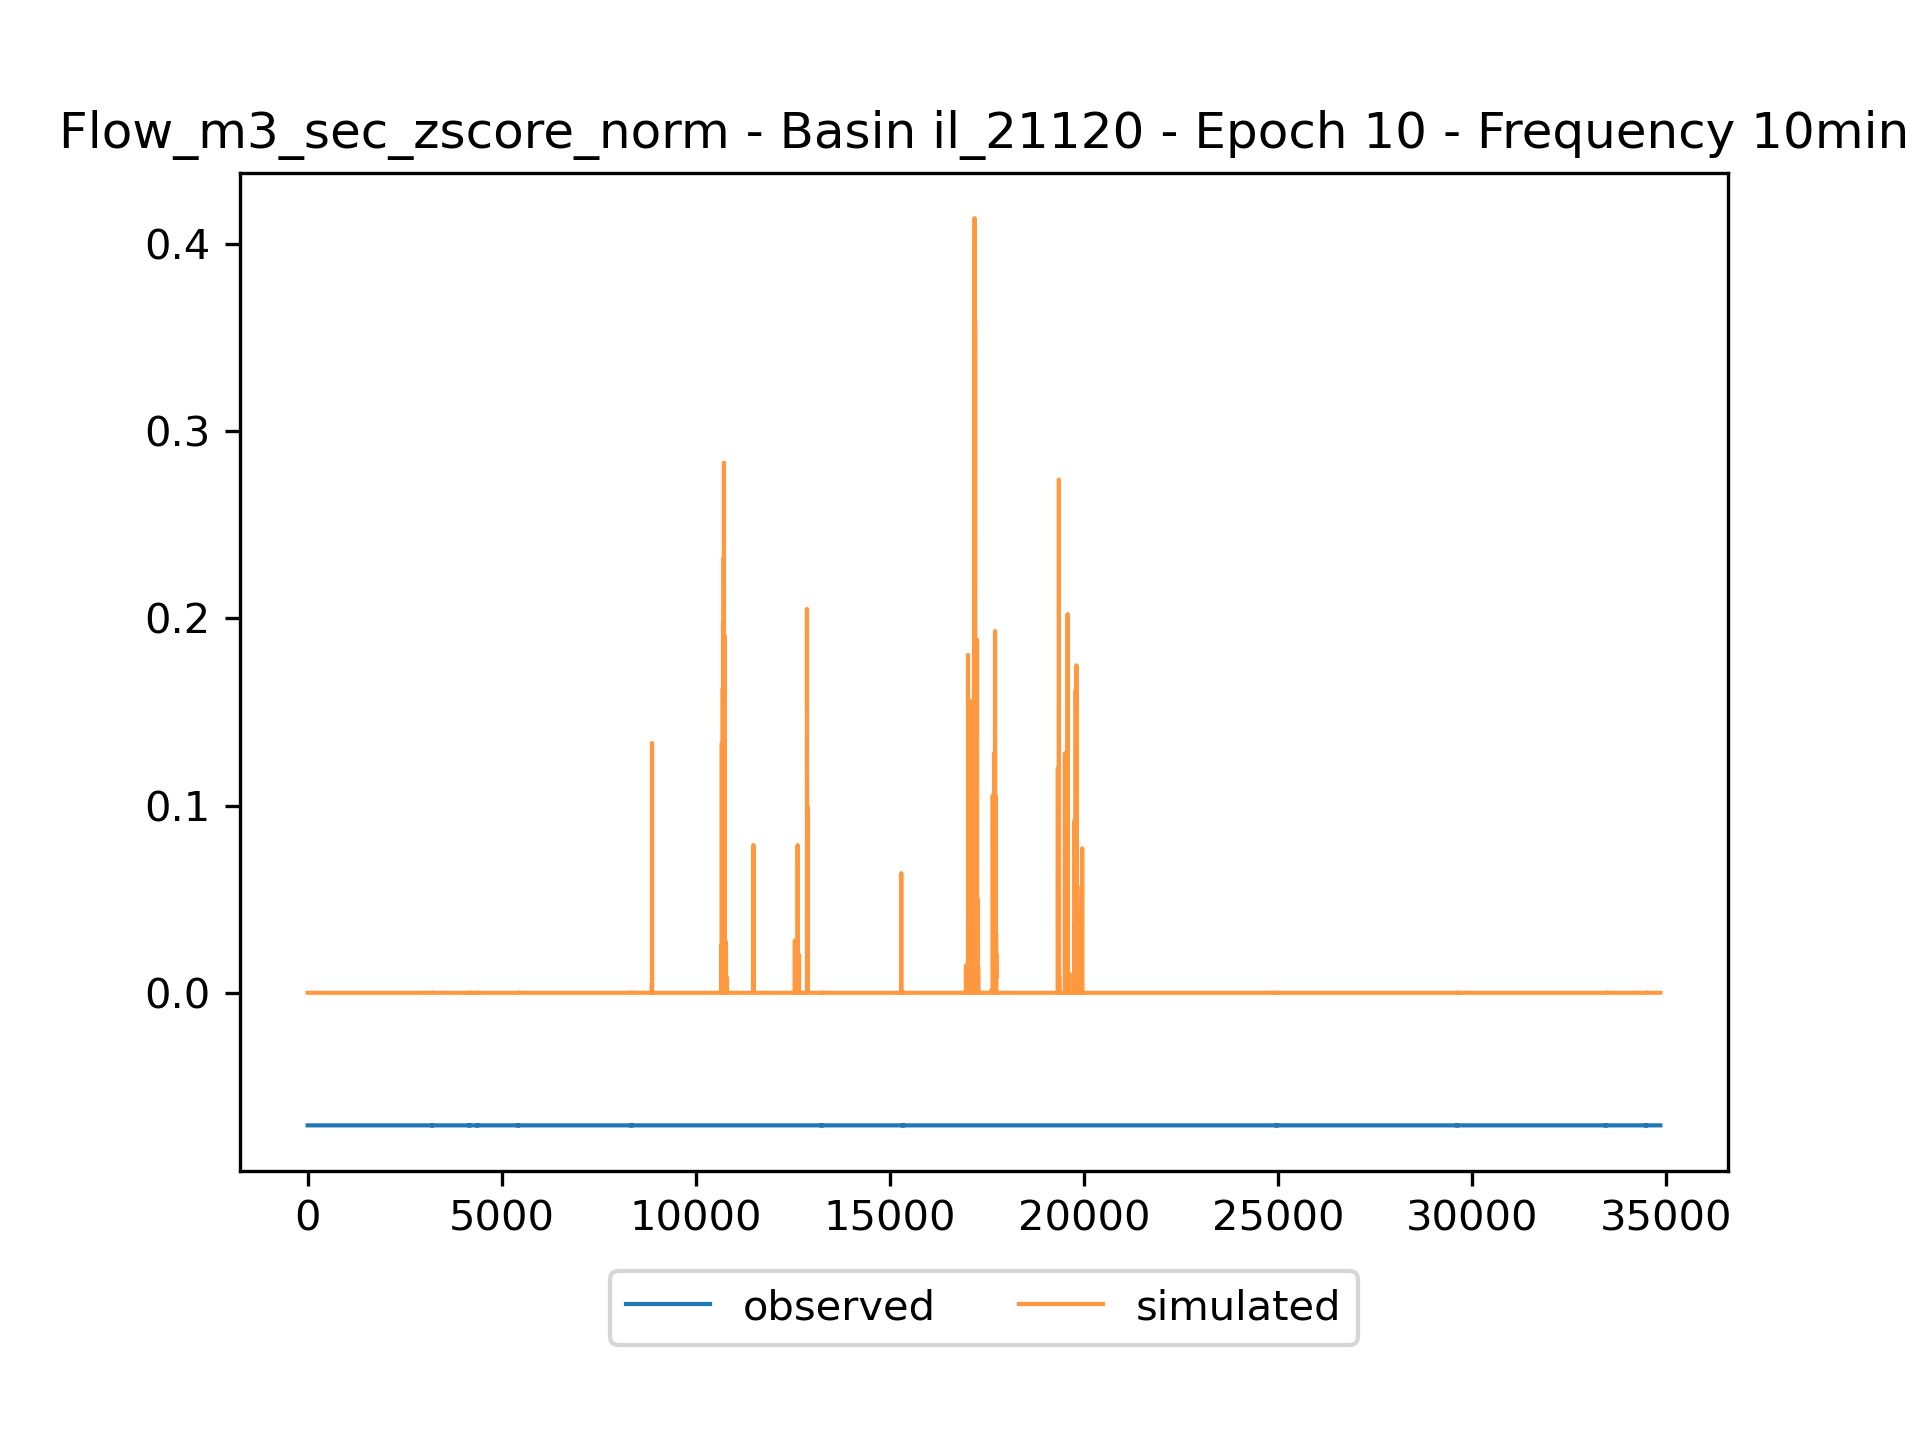 Flow_m3_sec_zscore_norm - Basin il_21120 - Epoch 10 - Frequency 10min
0.4
0.3
0.2
0.1
0.0
0 5000 10000 15000 20000 25000 30000 35000
observed simulated